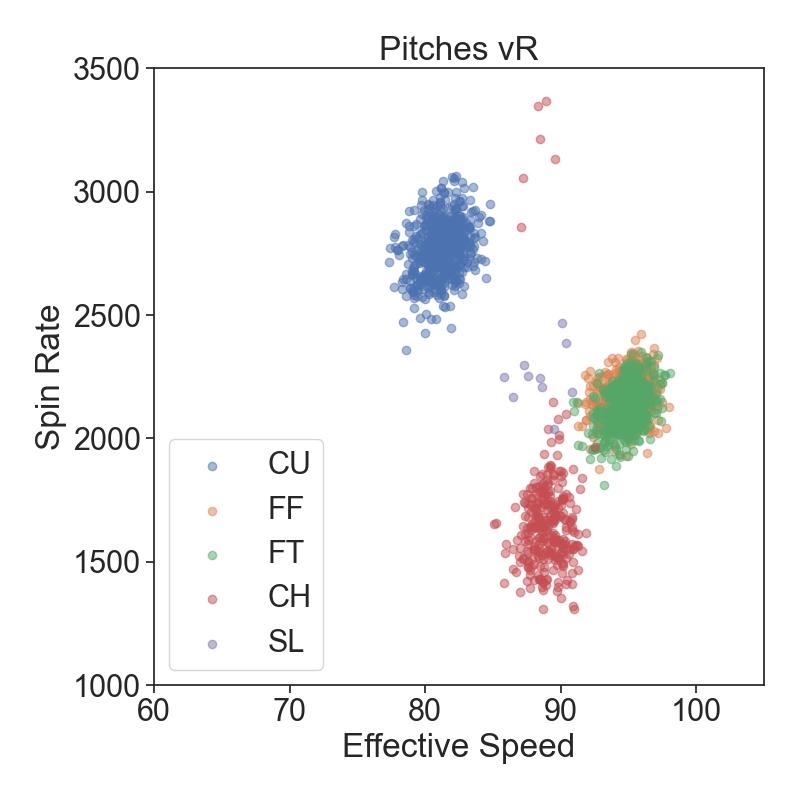 Pitches vR
3500
3000
2500
2000
1500
1000
Spin Rate
CU
FF
FT
CH
SL
60 70 80 90 100
Effective Speed